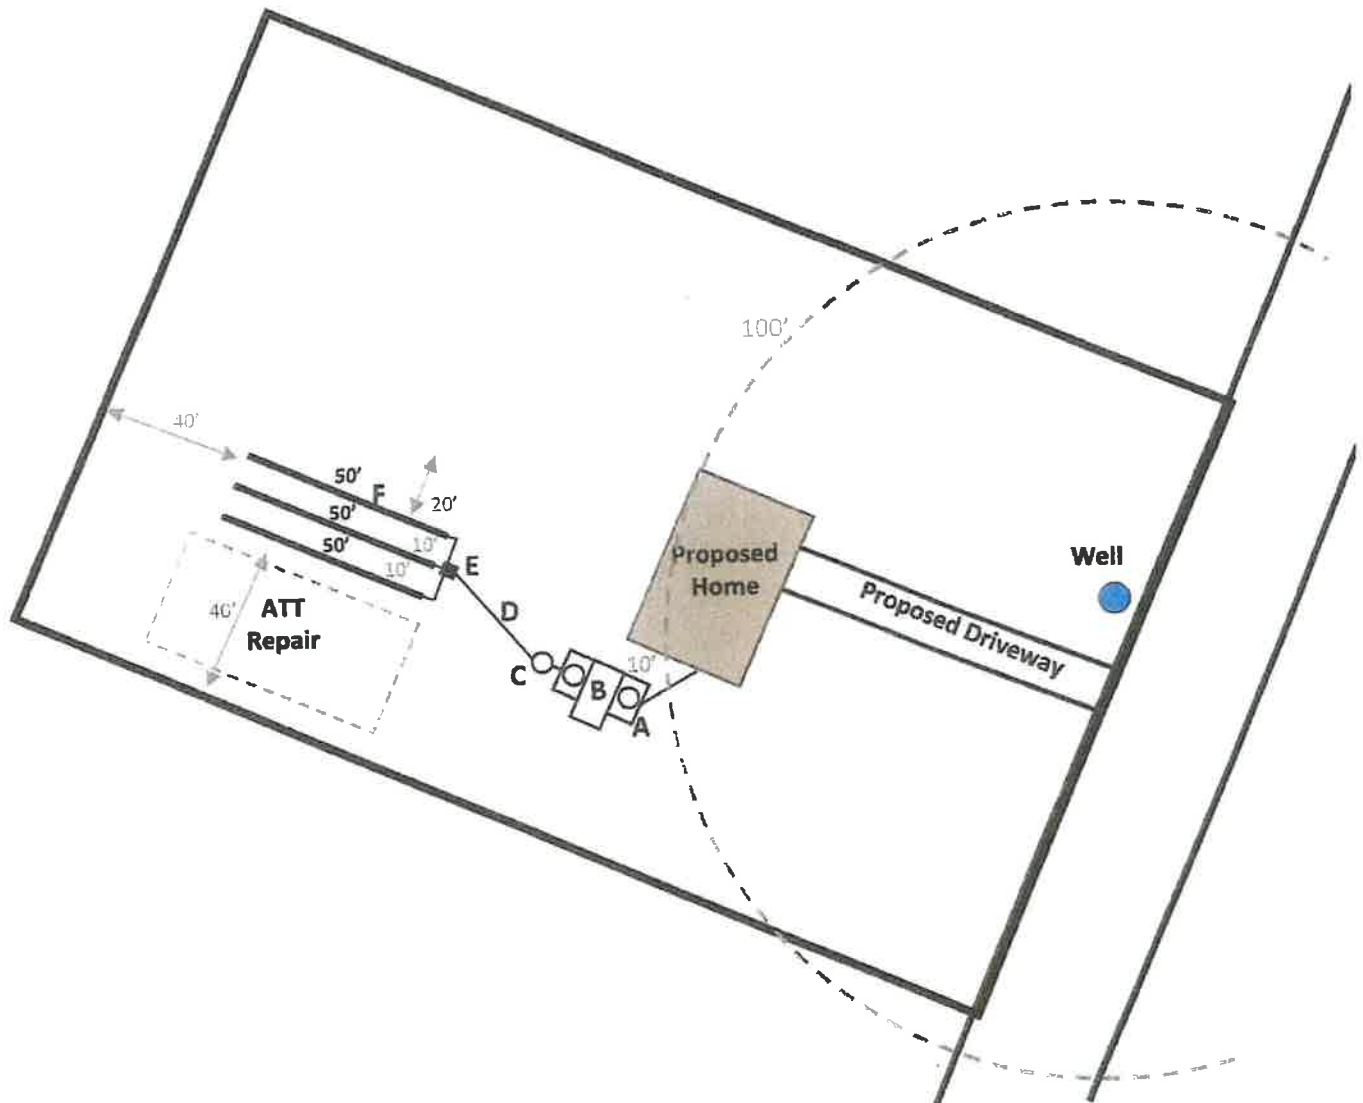 100'
40'
50'
F
20'
50'
10'
50'
10'
E
Proposed
Home
Well
40'
ATT
Repair
D
Proposed Driveway
10'
C
B
A